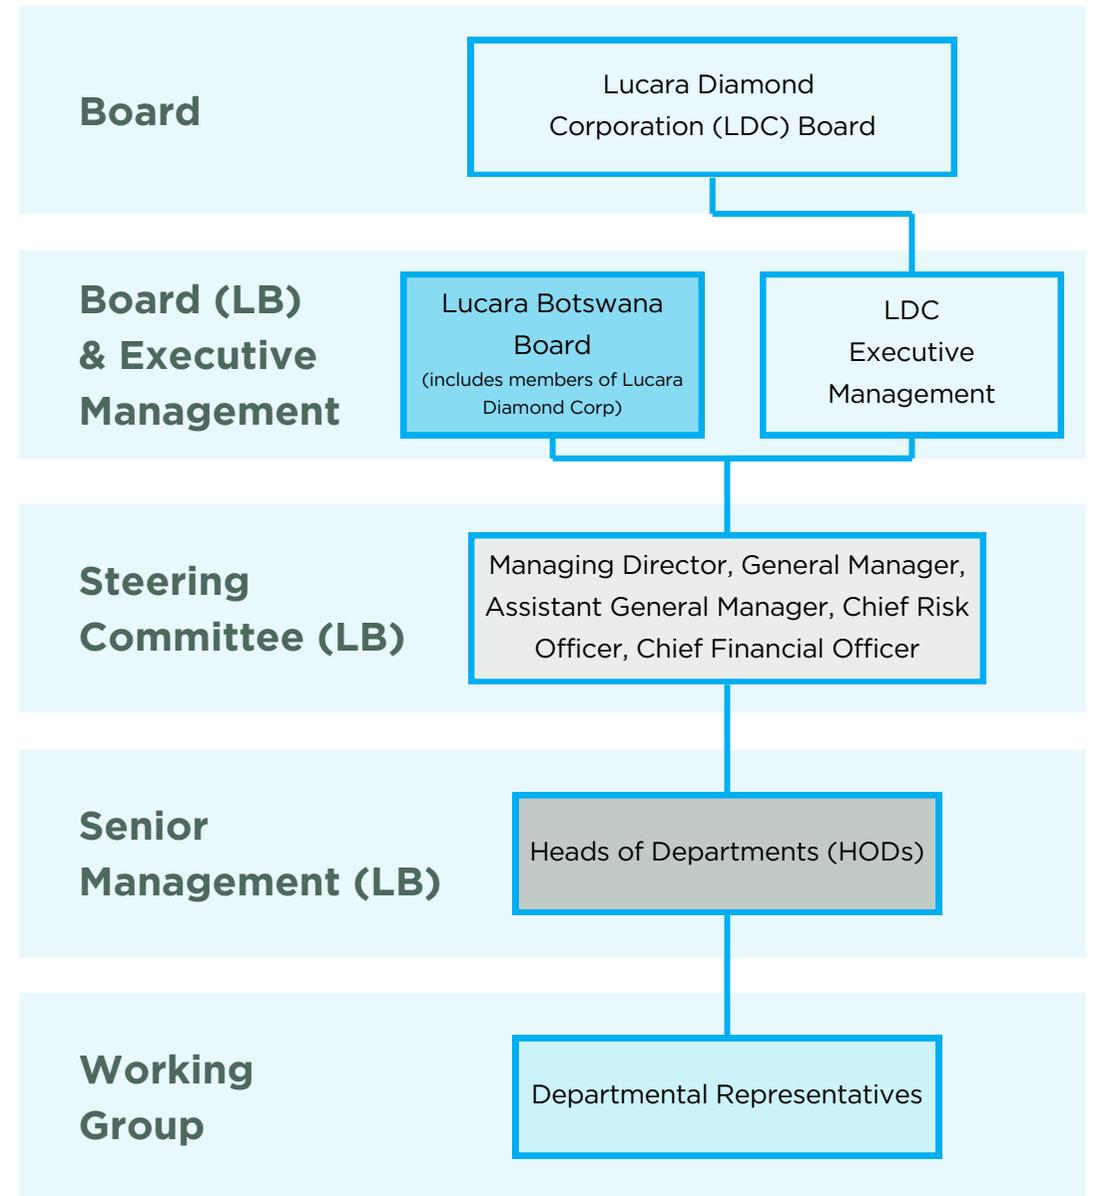 Board
Lucara Diamond
Corporation (LDC) Board
Board (LB)
& Executive
Management
Lucara Botswana
Board
(includes members of Lucara
Diamond Corp)
LDC
Executive
Management
Steering
Committee (LB)
Managing Director, General Manager,
Assistant General Manager, Chief Risk
Officer, Chief Financial Officer
Senior
Management (LB)
Heads of Departments (HODs)
Working
Group
Departmental Representatives